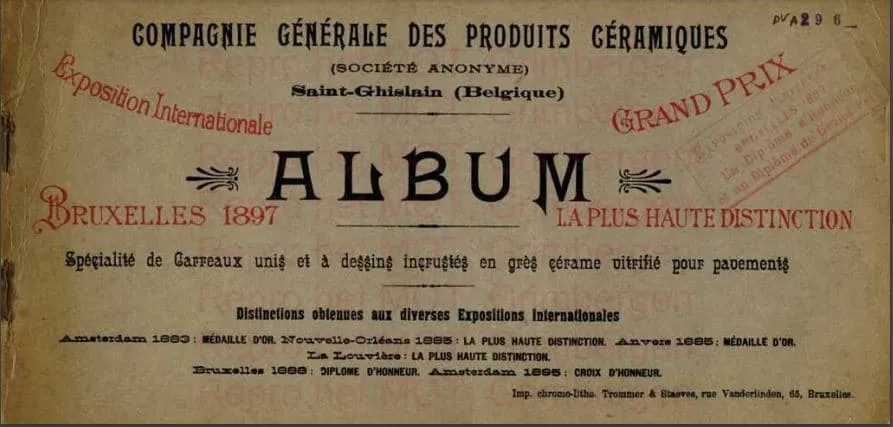 PVA296_
COMPAGNIE GÉNÉRALE DES PRODUITS CÉRAMIQUES
(SOCIÉTÉ ANONYME)
Saint-Ghislain (Belgique)
Exposition Internationale
GRAND PRIX
ALBUM
BRUXELLES 1897
LA PLUS HAUTE DISTINCTION
Spécialité de Carreaux unis et à dessins incrustés en grès cérame vitrifié pour pavements
Distinctions obtenues aux diverses Expositions Internationales
Amsterdam 1883 : MÉDAILLE D'OR. Nouvelle-Orléans 1885 : LA PLUS HAUTE DISTINCTION. Anvers 1885 : MÉDAILLE D'OR.
La Louvière : LA PLUS HAUTE DISTINCTION.
Bruxelles 1888 : DIPLOME D'HONNEUR. Amsterdam 1895 : CROIX D'HONNEUR.
Imp. chromo-litho. Trommer & Staeves, rue Vanderlinden, 65, Bruxelles.